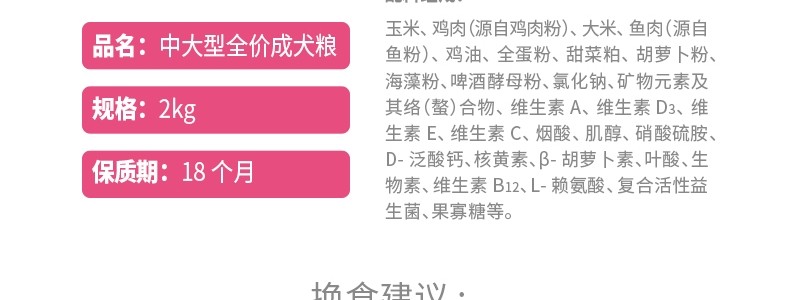 品名：中大型全价成犬粮
规格：2kg
保质期：18 个月
玉米、鸡肉（源自鸡肉粉）、大米、鱼肉（源自
鱼粉）、鸡油、全蛋粉、甜菜粕、胡萝卜粉、
海藻粉、啤酒酵母粉、氯化钠、矿物元素及
其络（螯）合物、维生素 A、维生素 D3、维
生素 E、维生素 C、烟酸、肌醇、硝酸硫胺、
D- 泛酸钙、核黄素、β- 胡萝卜素、叶酸、生
物素、维生素 B12、L- 赖氨酸、复合活性益
生菌、果寡糖等。
换食建议：